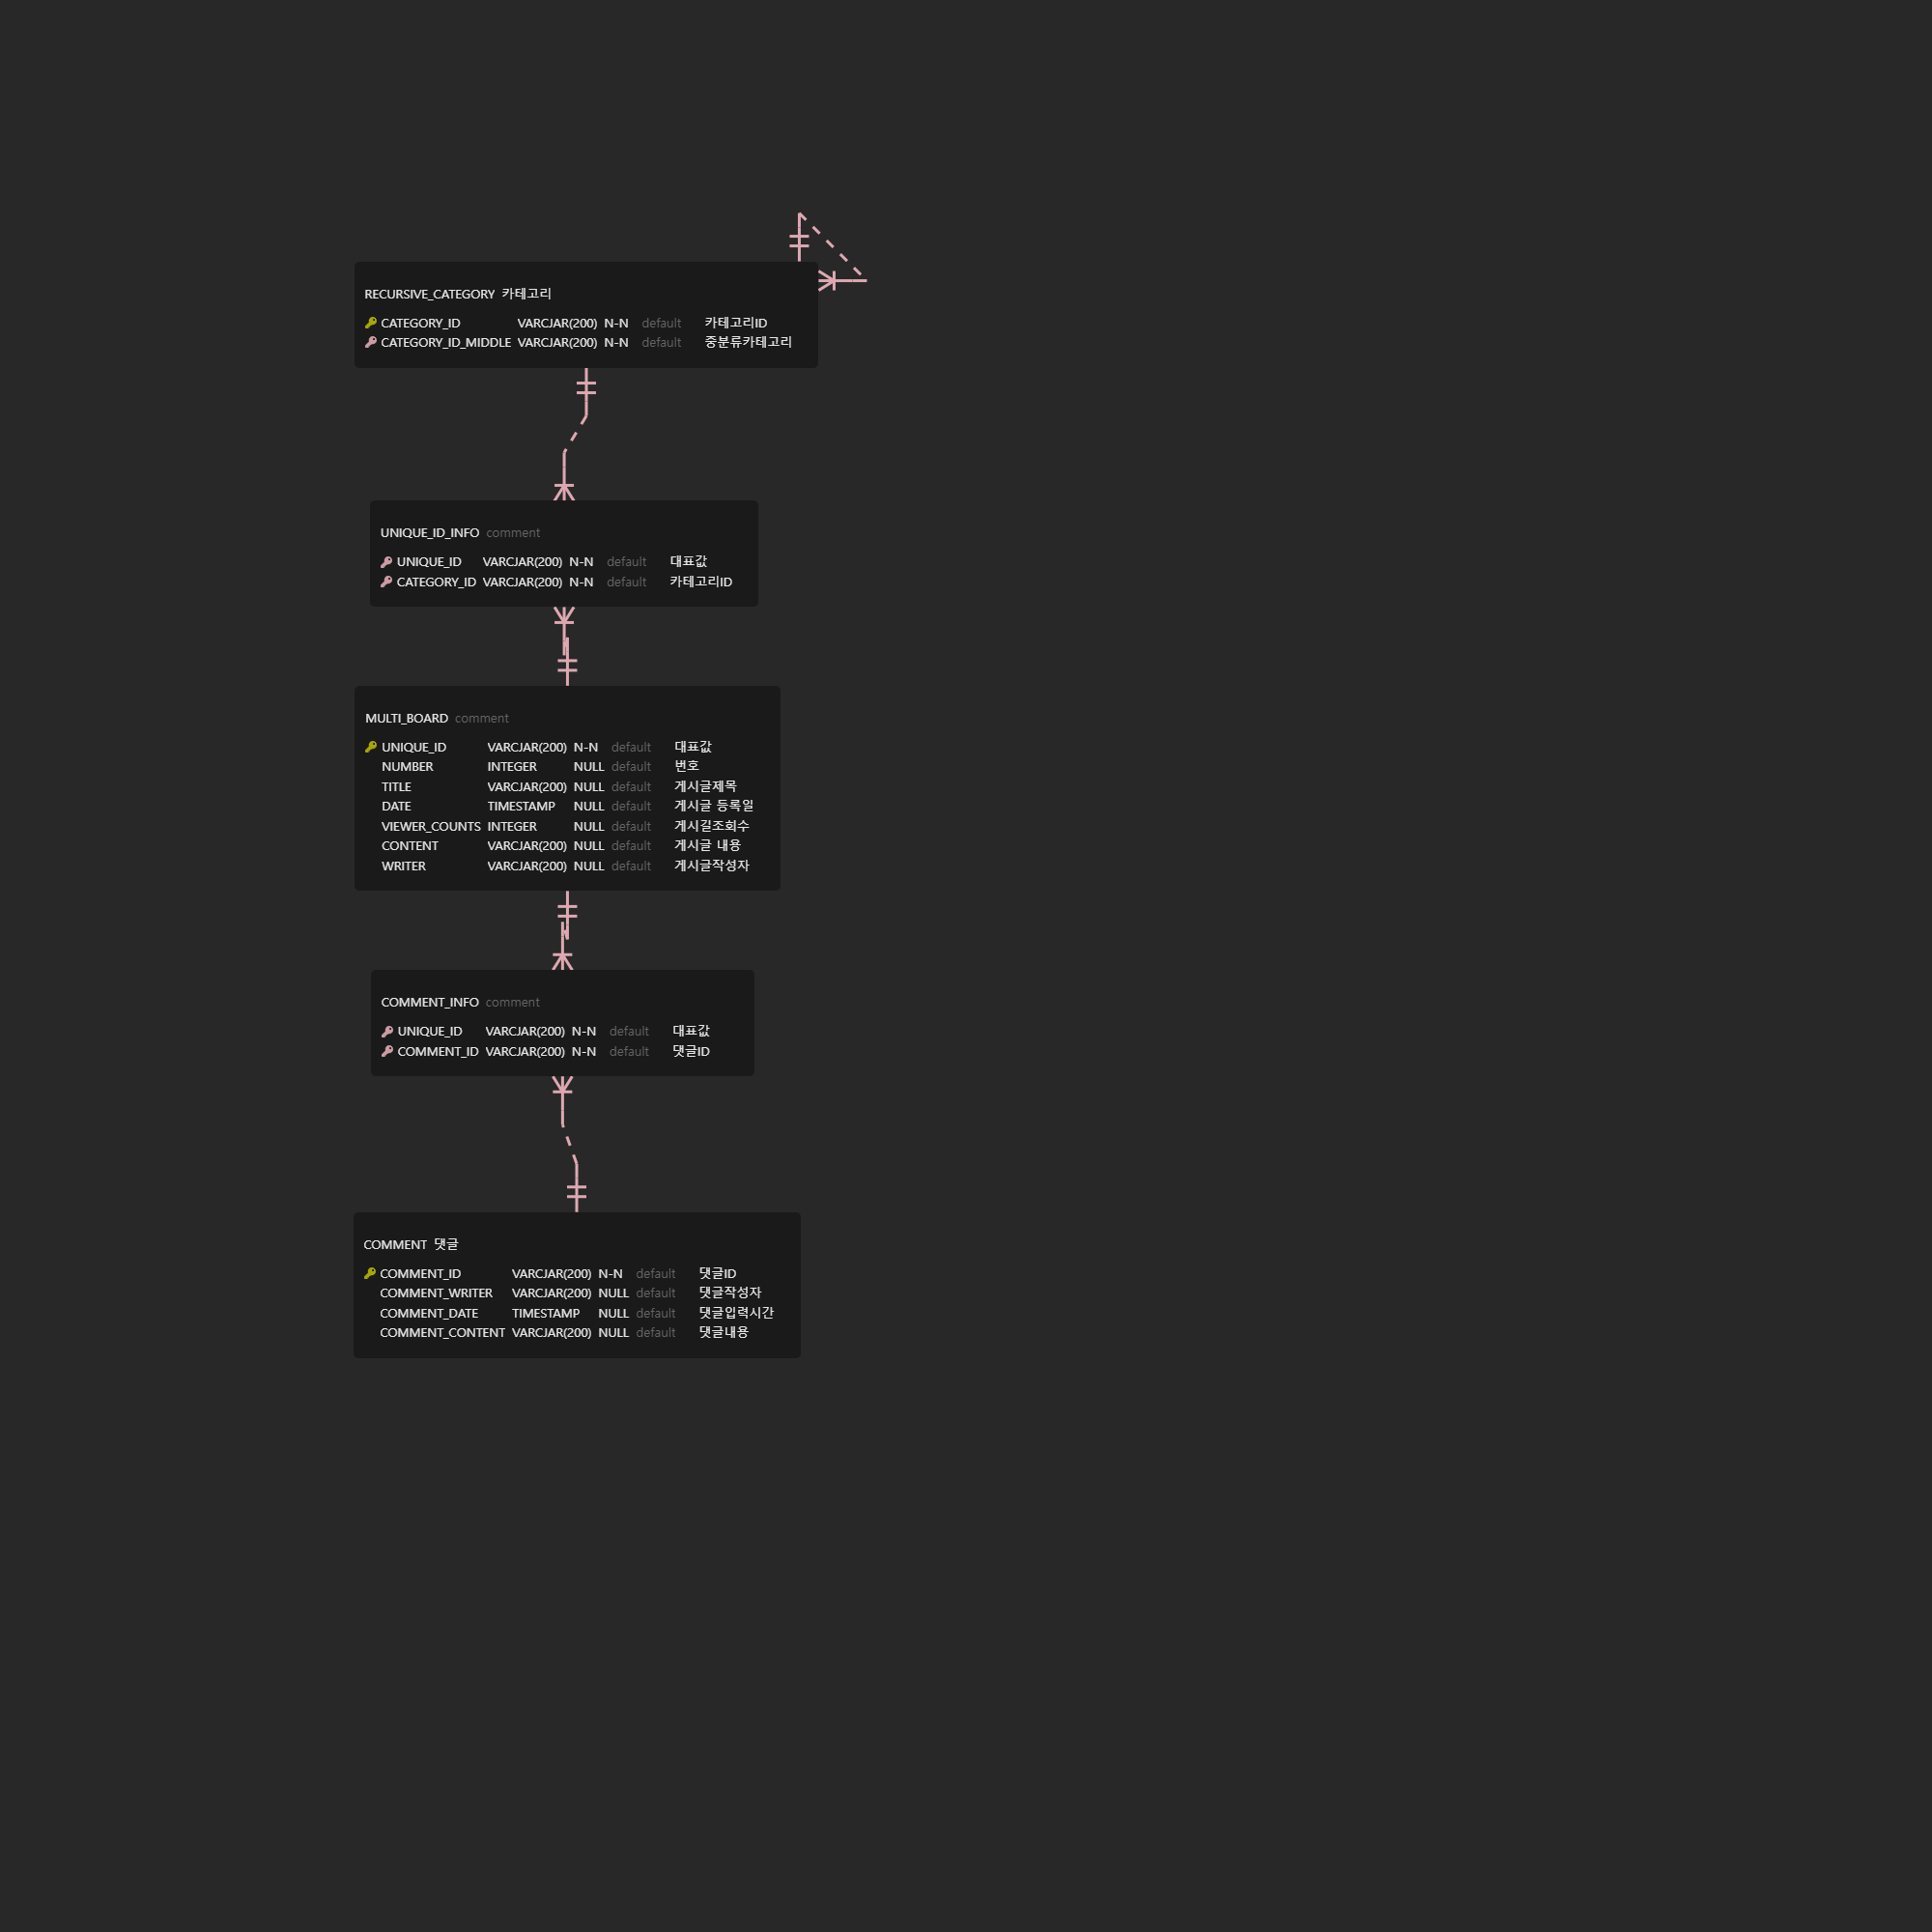 RECURSIVE_CATEGORY 카테고리
CATEGORY_ID VARCJAR(200) N-N default 카테고리ID
CATEGORY_ID_MIDDLE VARCJAR(200) N-N default 중분류카테고리
UNIQUE_ID_INFO comment
UNIQUE_ID VARCJAR(200) N-N default 대표값
CATEGORY_ID VARCJAR(200) N-N default 카테고리ID
MULTI_BOARD comment
UNIQUE_ID VARCJAR(200) N-N default 대표값
NUMBER INTEGER NULL default 번호
TITLE VARCJAR(200) NULL default 게시글제목
DATE TIMESTAMP NULL default 게시글 등록일
VIEWER_COUNTS INTEGER NULL default 게시길조회수
CONTENT VARCJAR(200) NULL default 게시글 내용
WRITER VARCJAR(200) NULL default 게시글작성자
COMMENT_INFO comment
UNIQUE_ID VARCJAR(200) N-N default 대표값
COMMENT_ID VARCJAR(200) N-N default 댓글ID
COMMENT 댓글
COMMENT_ID VARCJAR(200) N-N default 댓글ID
COMMENT_WRITER VARCJAR(200) NULL default 댓글작성자
COMMENT_DATE TIMESTAMP NULL default 댓글입력시간
COMMENT_CONTENT VARCJAR(200) NULL default 댓글내용